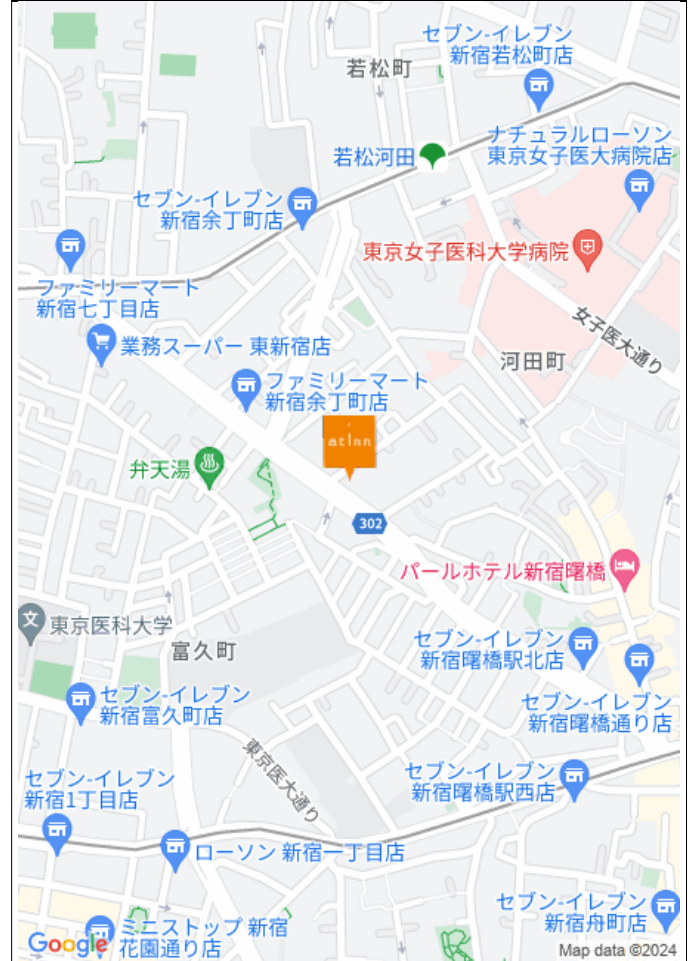 セブン-イレブン
新宿若松町店
若松町
ナチュラルローソン
東京女子医大病院店
若松河田
セブン-イレブン
新宿余丁町店
東京女子医科大学病院
ファミリーマート
新宿七丁目店
女子医大通り
業務スーパー 東新宿店
河田町
ファミリーマート
新宿余丁町店
at inn
弁天湯
302
パールホテル新宿曙橋
東京医科大学
富久町
セブン-イレブン
新宿曙橋駅北店
セブン-イレブン
新宿富久町店
セブン-イレブン
新宿曙橋通り店
東京医大通り
セブン-イレブン
新宿1丁目店
セブン-イレブン
新宿曙橋駅西店
ローソン 新宿一丁目店
セブン-イレブン
新宿舟町店
ミニストップ 新宿
花園通り店
Google
Map data ©2024